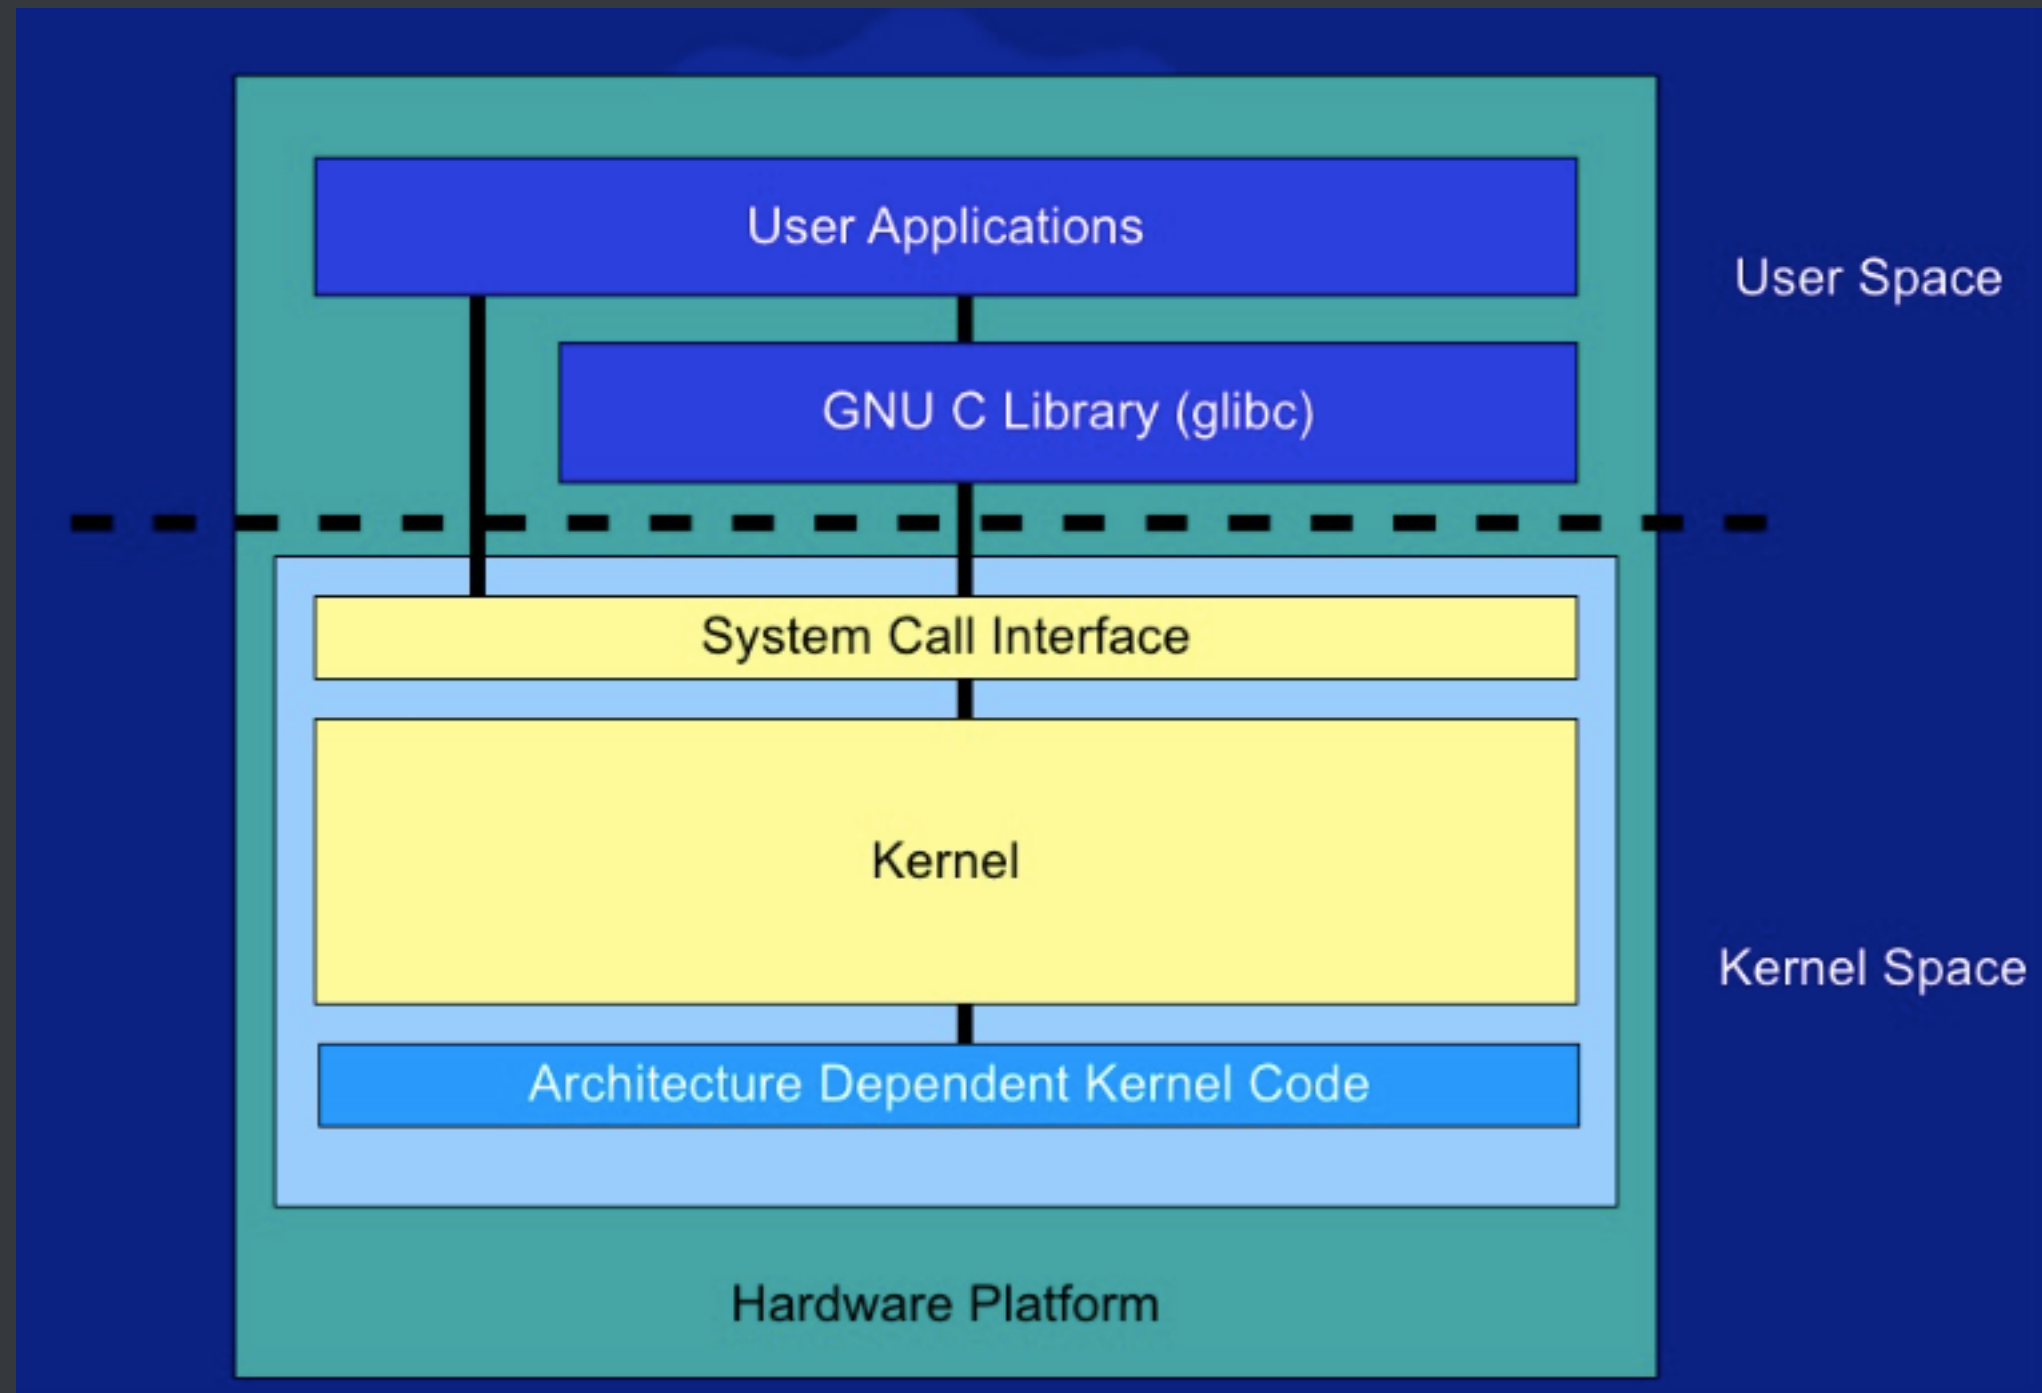 User Applications
User Space
GNU C Library (glibc)
System Call Interface
Kernel
Kernel Space
Architecture Dependent Kernel Code
Hardware Platform